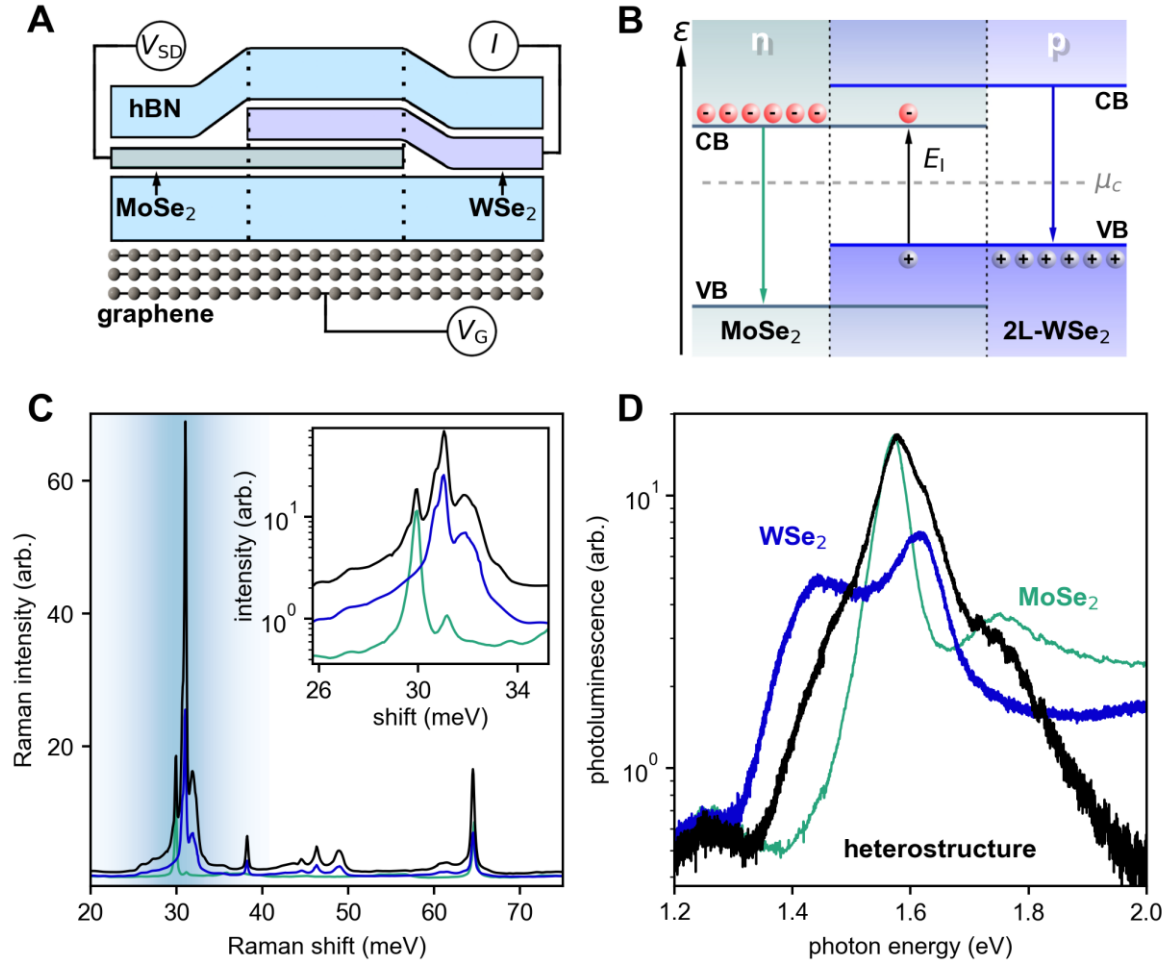 A
V_SD
I
hBN
MoSe₂
WSe₂
graphene
V_G
B
ε
n
p
CB
CB
E_I
μ_c
VB
VB
MoSe₂
2L-WSe₂
C
Raman intensity (arb.)
60
40
20
20 30 40 50 60 70
Raman shift (meV)
intensity (arb.)
10¹
10⁰
26 30 34
shift (meV)
D
photoluminescence (arb.)
10¹
10⁰
WSe₂
MoSe₂
heterostructure
1.2 1.4 1.6 1.8 2.0
photon energy (eV)